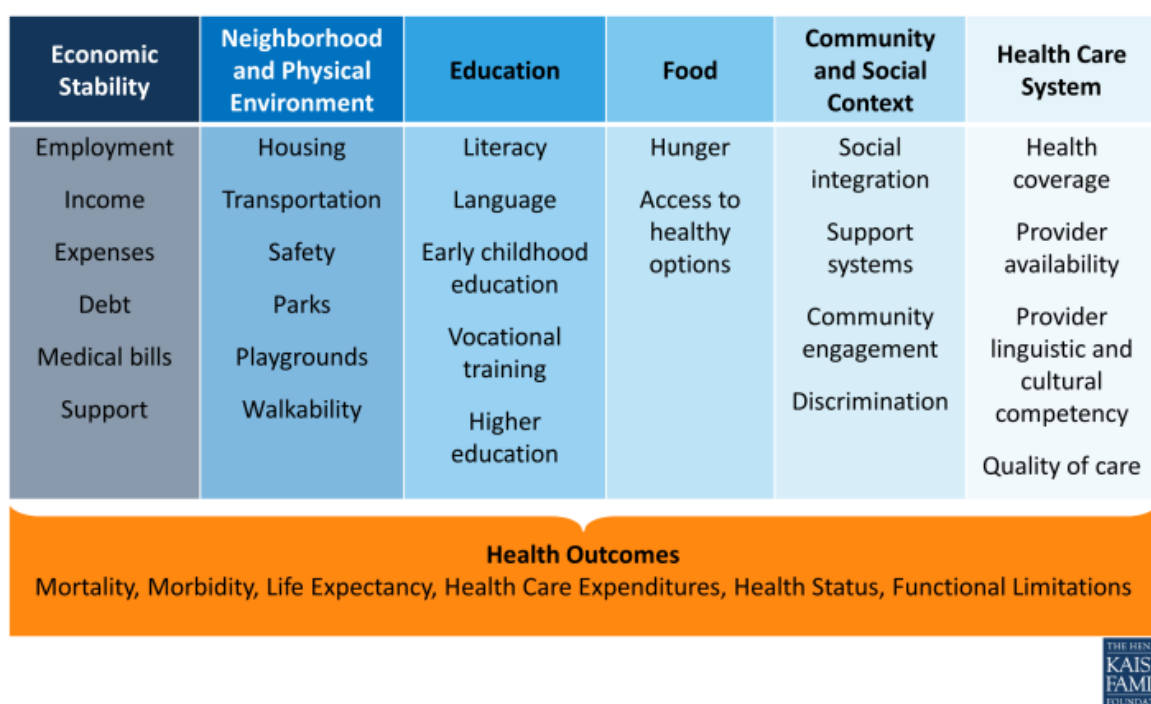 Economic
Stability
Neighborhood
and Physical
Environment
Education
Food
Community
and Social
Context
Health Care
System
Employment
Income
Expenses
Debt
Medical bills
Support
Housing
Transportation
Safety
Parks
Playgrounds
Walkability
Literacy
Language
Early childhood
education
Vocational
training
Higher
education
Hunger
Access to
healthy
options
Social
integration
Support
systems
Community
engagement
Discrimination
Health
coverage
Provider
availability
Provider
linguistic and
cultural
competency
Quality of care
Health Outcomes
Mortality, Morbidity, Life Expectancy, Health Care Expenditures, Health Status, Functional Limitations
THE